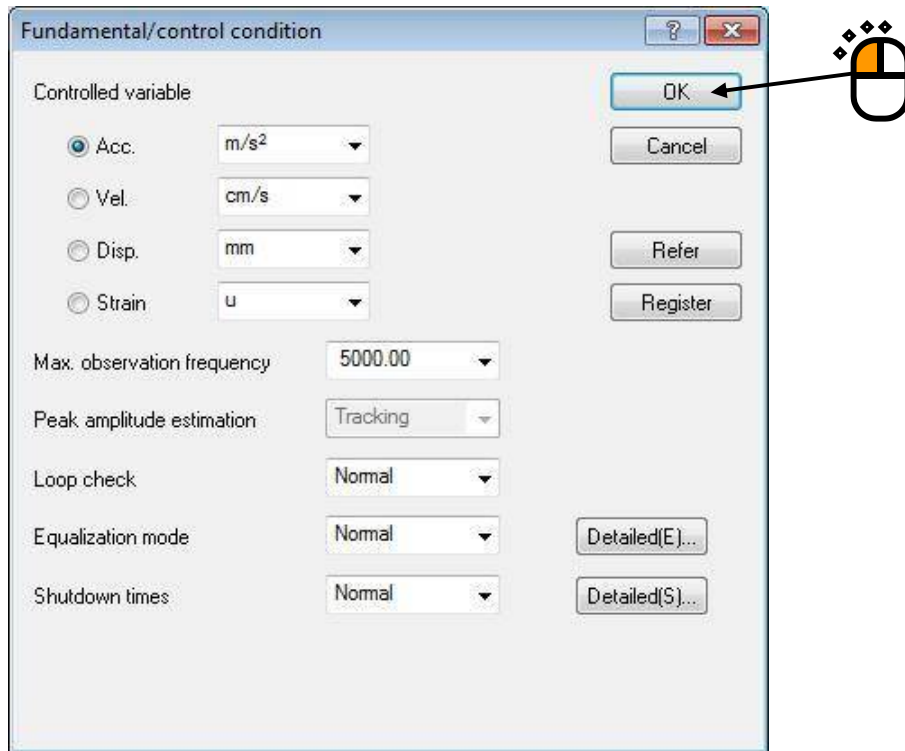 Fundamental/control condition
Controlled variable
OK
Acc. m/s²
Cancel
Vel. cm/s
Disp. mm
Refer
Strain u
Register
Max. observation frequency 5000.00
Peak amplitude estimation Tracking
Loop check Normal
Equalization mode Normal Detailed(E)...
Shutdown times Normal Detailed(S)...